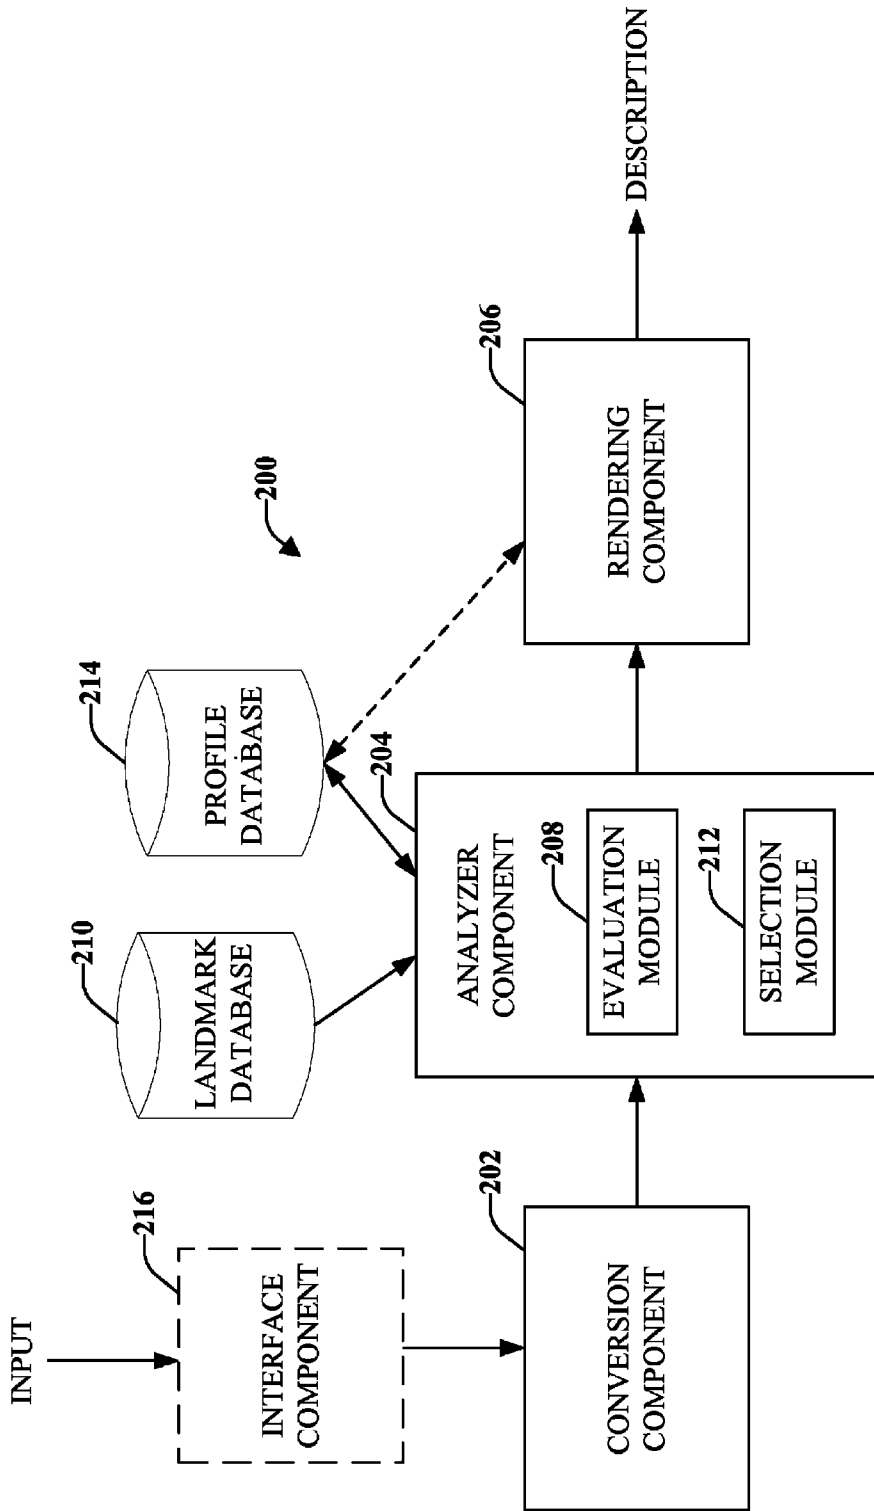 INPUT
216
INTERFACE
COMPONENT
202
CONVERSION
COMPONENT
210
LANDMARK
DATABASE
214
PROFILE
DATABASE
204
ANALYZER
COMPONENT
208
EVALUATION
MODULE
212
SELECTION
MODULE
200
206
RENDERING
COMPONENT
DESCRIPTION